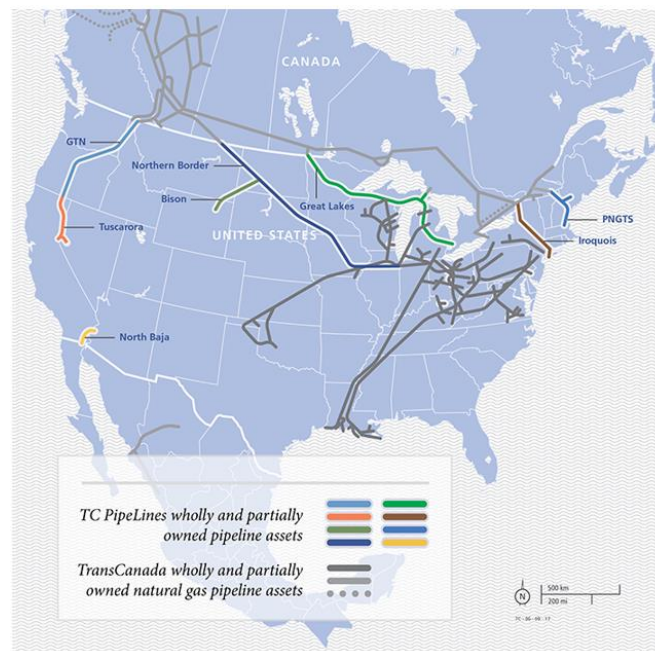 CANADA
GTN
Northern Border
Bison
Great Lakes
PNGTS
Tuscarora
UNITED STATES
Iroquois
North Baja
TC PipeLines wholly and partially
owned pipeline assets
TransCanada wholly and partially
owned natural gas pipeline assets
N
500 km
200 mi